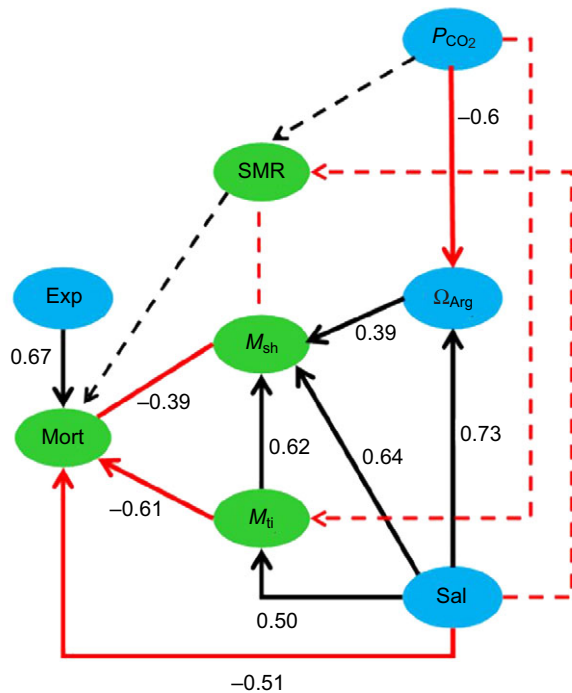 PCO2
–0.6
SMR
Exp
ΩArg
0.67
Msh
0.39
–0.39
Mort
0.62
0.64
0.73
–0.61
Mti
Sal
0.50
–0.51